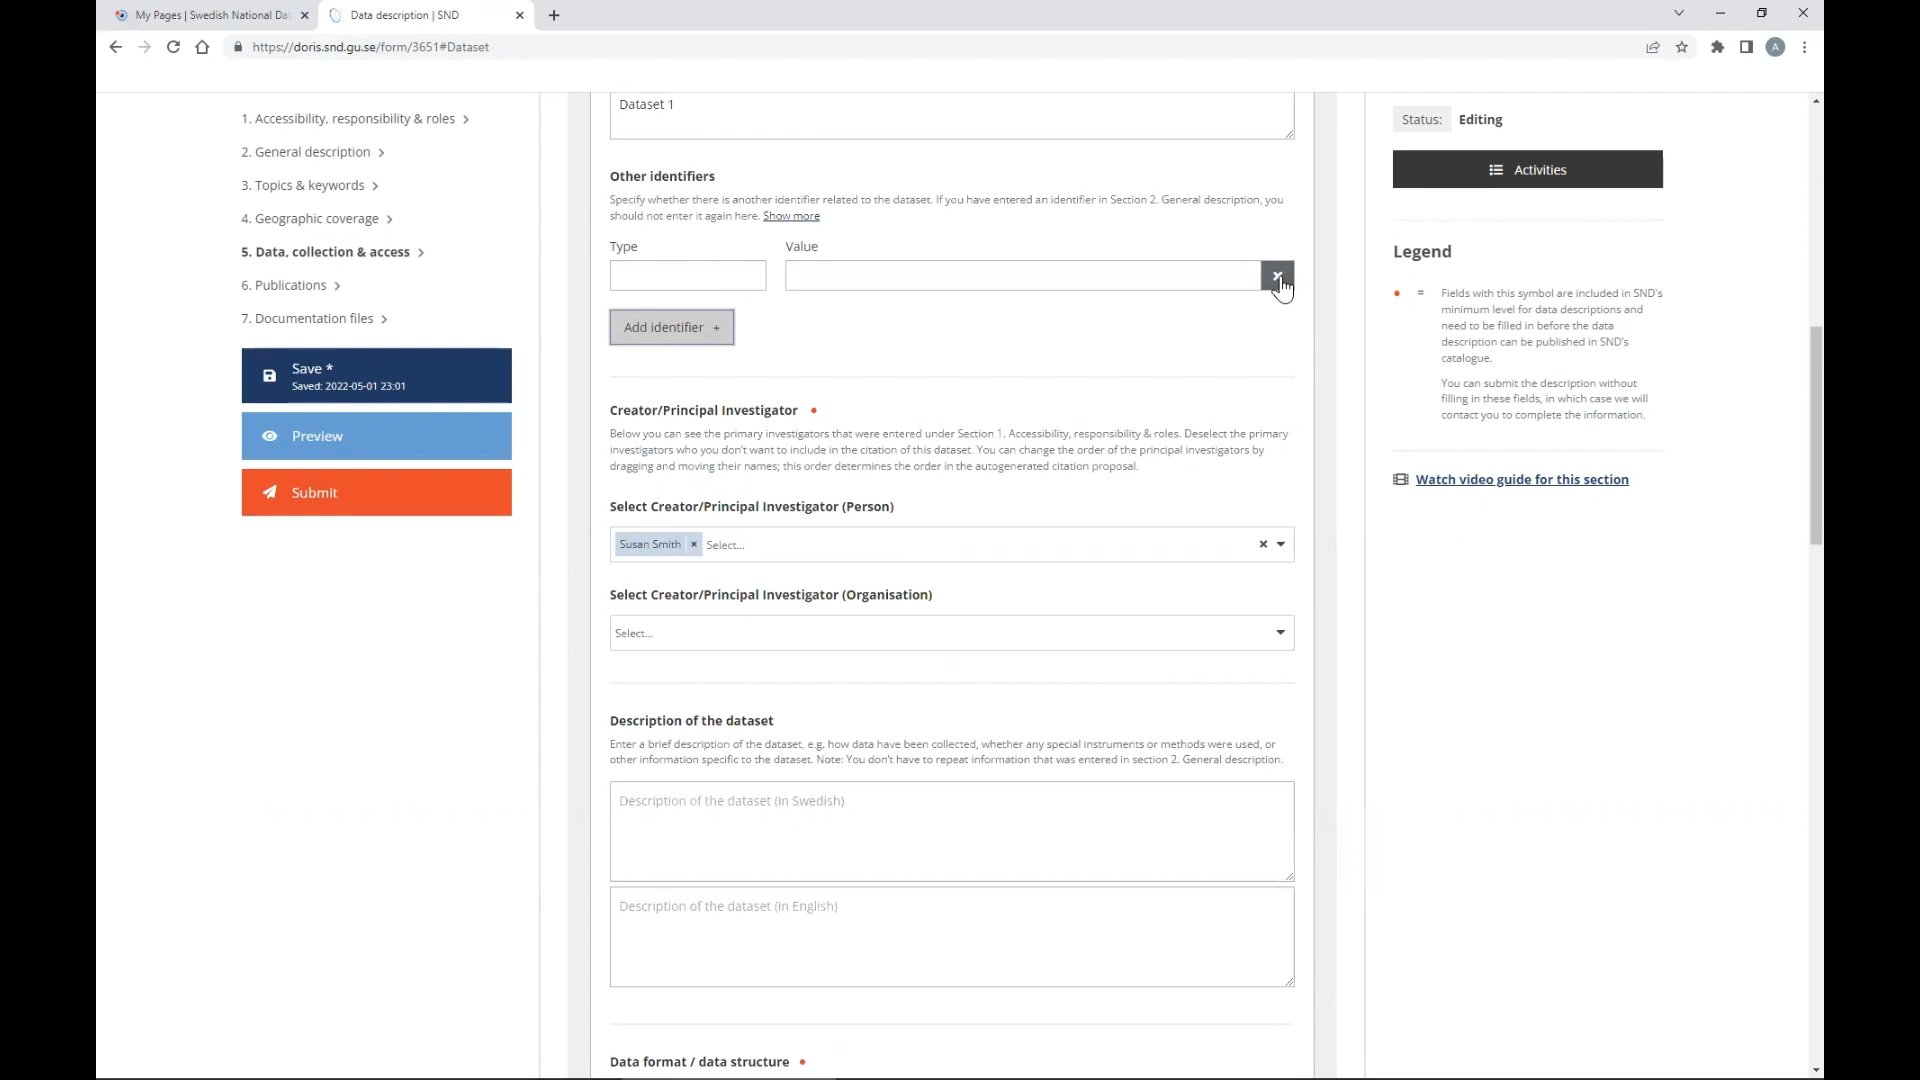 My Pages | Swedish National Dat
Data description | SND
https://doris.snd.gu.se/form/3651#Dataset
A
1. Accessibility, responsibility & roles
2. General description
3. Topics & keywords
4. Geographic coverage
5. Data, collection & access
6. Publications
7. Documentation files
Save *
Saved: 2022-05-01 23:01
Preview
Submit
Dataset 1
Other identifiers
Specify whether there is another identifier related to the dataset. If you have entered an identifier in Section 2. General description, you
should not enter it again here. Show more
Type Value
Add identifier +
Creator/Principal Investigator
Below you can see the primary investigators that were entered under Section 1. Accessibility, responsibility & roles. Deselect the primary
investigators who you don't want to include in the citation of this dataset. You can change the order of the principal investigators by
dragging and moving their names; this order determines the order in the autogenerated citation proposal.
Select Creator/Principal Investigator (Person)
Susan Smith × Select...
Select Creator/Principal Investigator (Organisation)
Select...
Description of the dataset
Enter a brief description of the dataset, e.g. how data have been collected, whether any special instruments or methods were used, or
other information specific to the dataset. Note: You don't have to repeat information that was entered in section 2. General description.
Description of the dataset (in Swedish)
Description of the dataset (in English)
Data format / data structure
Status: Editing
Activities
Legend
= Fields with this symbol are included in SND's
minimum level for data descriptions and
need to be filled in before the data
description can be published in SND's
catalogue.
You can submit the description without
filling in these fields, in which case we will
contact you to complete the information.
Watch video guide for this section